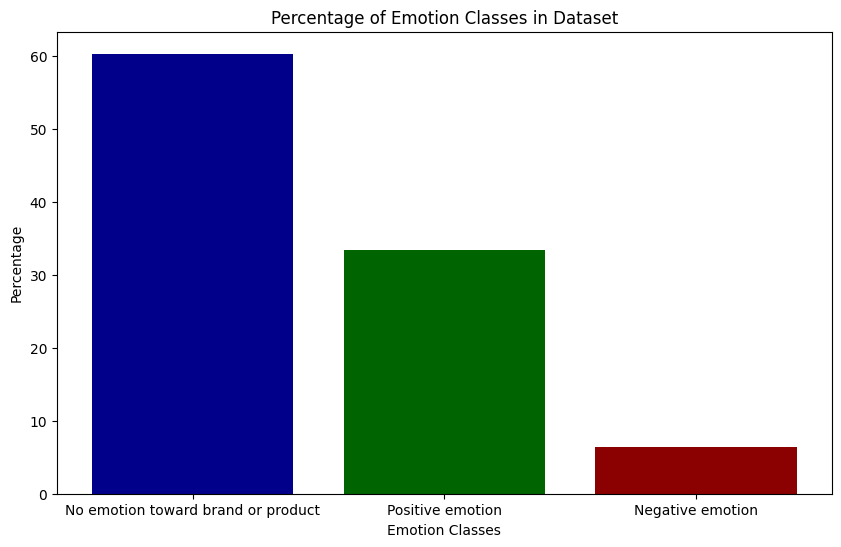 Percentage of Emotion Classes in Dataset
Percentage
60
50
40
30
20
10
0
No emotion toward brand or product
Positive emotion
Negative emotion
Emotion Classes